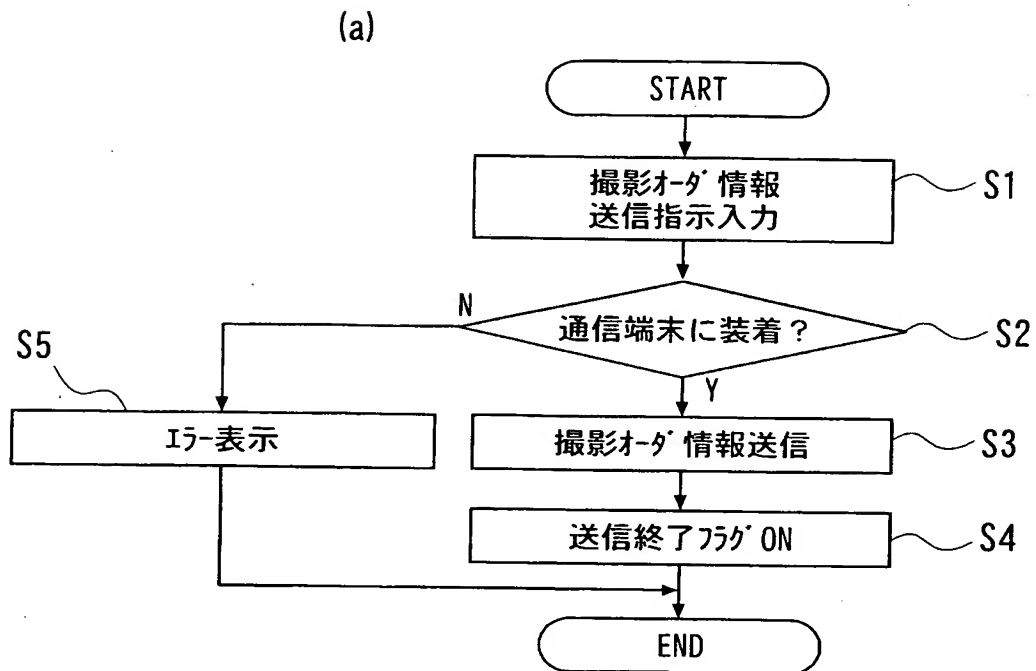 (a)
START
撮影オーダ情報
送信指示入力
S1
N
通信端末に装着?
S2
S5
Y
エラー表示
撮影オーダ情報送信
S3
送信終了フラグON
S4
END